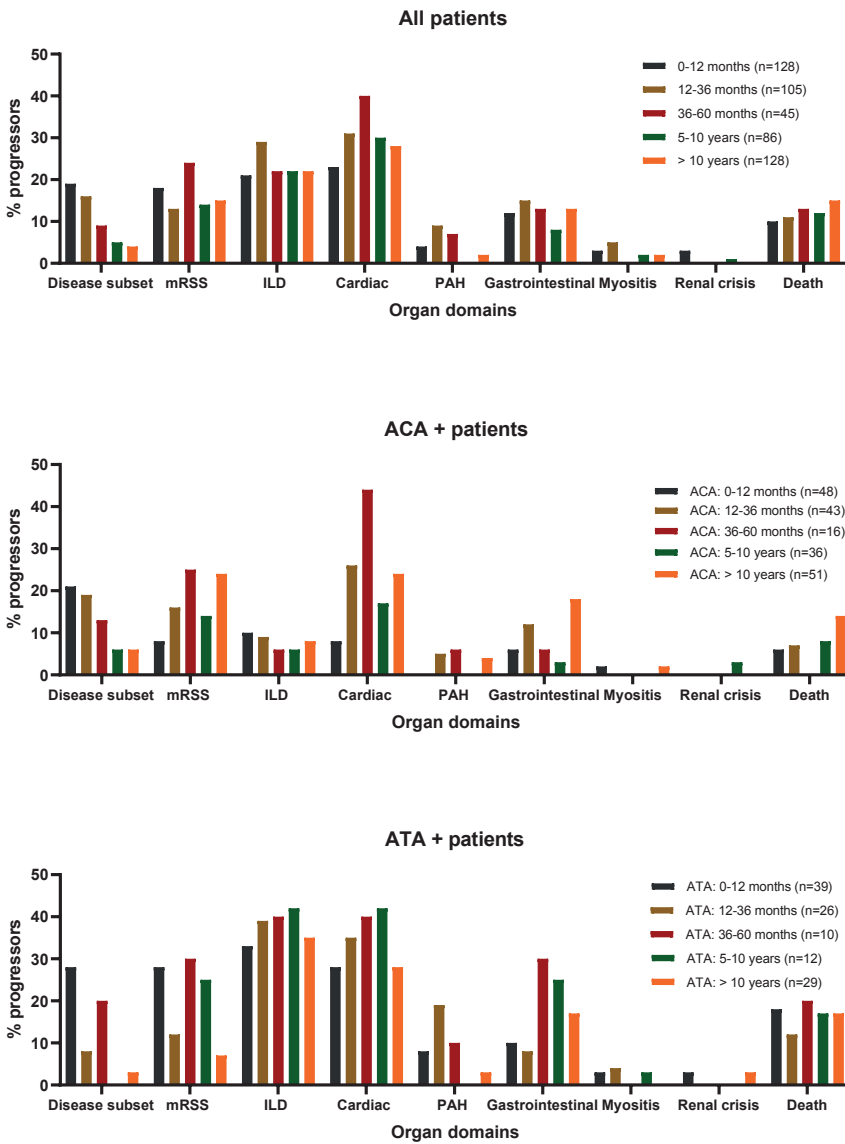 All patients
50
40
30
20
10
0
% progressors
0-12 months (n=128)
12-36 months (n=105)
36-60 months (n=45)
5-10 years (n=86)
> 10 years (n=128)
Disease subset mRSS ILD Cardiac PAH Gastrointestinal Myositis Renal crisis Death
Organ domains
ACA + patients
50
40
30
20
10
0
% progressors
ACA: 0-12 months (n=48)
ACA: 12-36 months (n=43)
ACA: 36-60 months (n=16)
ACA: 5-10 years (n=36)
ACA: > 10 years (n=51)
Disease subset mRSS ILD Cardiac PAH Gastrointestinal Myositis Renal crisis Death
Organ domains
ATA + patients
50
40
30
20
10
0
% progressors
ATA: 0-12 months (n=39)
ATA: 12-36 months (n=26)
ATA: 36-60 months (n=10)
ATA: 5-10 years (n=12)
ATA: > 10 years (n=29)
Disease subset mRSS ILD Cardiac PAH Gastrointestinal Myositis Renal crisis Death
Organ domains